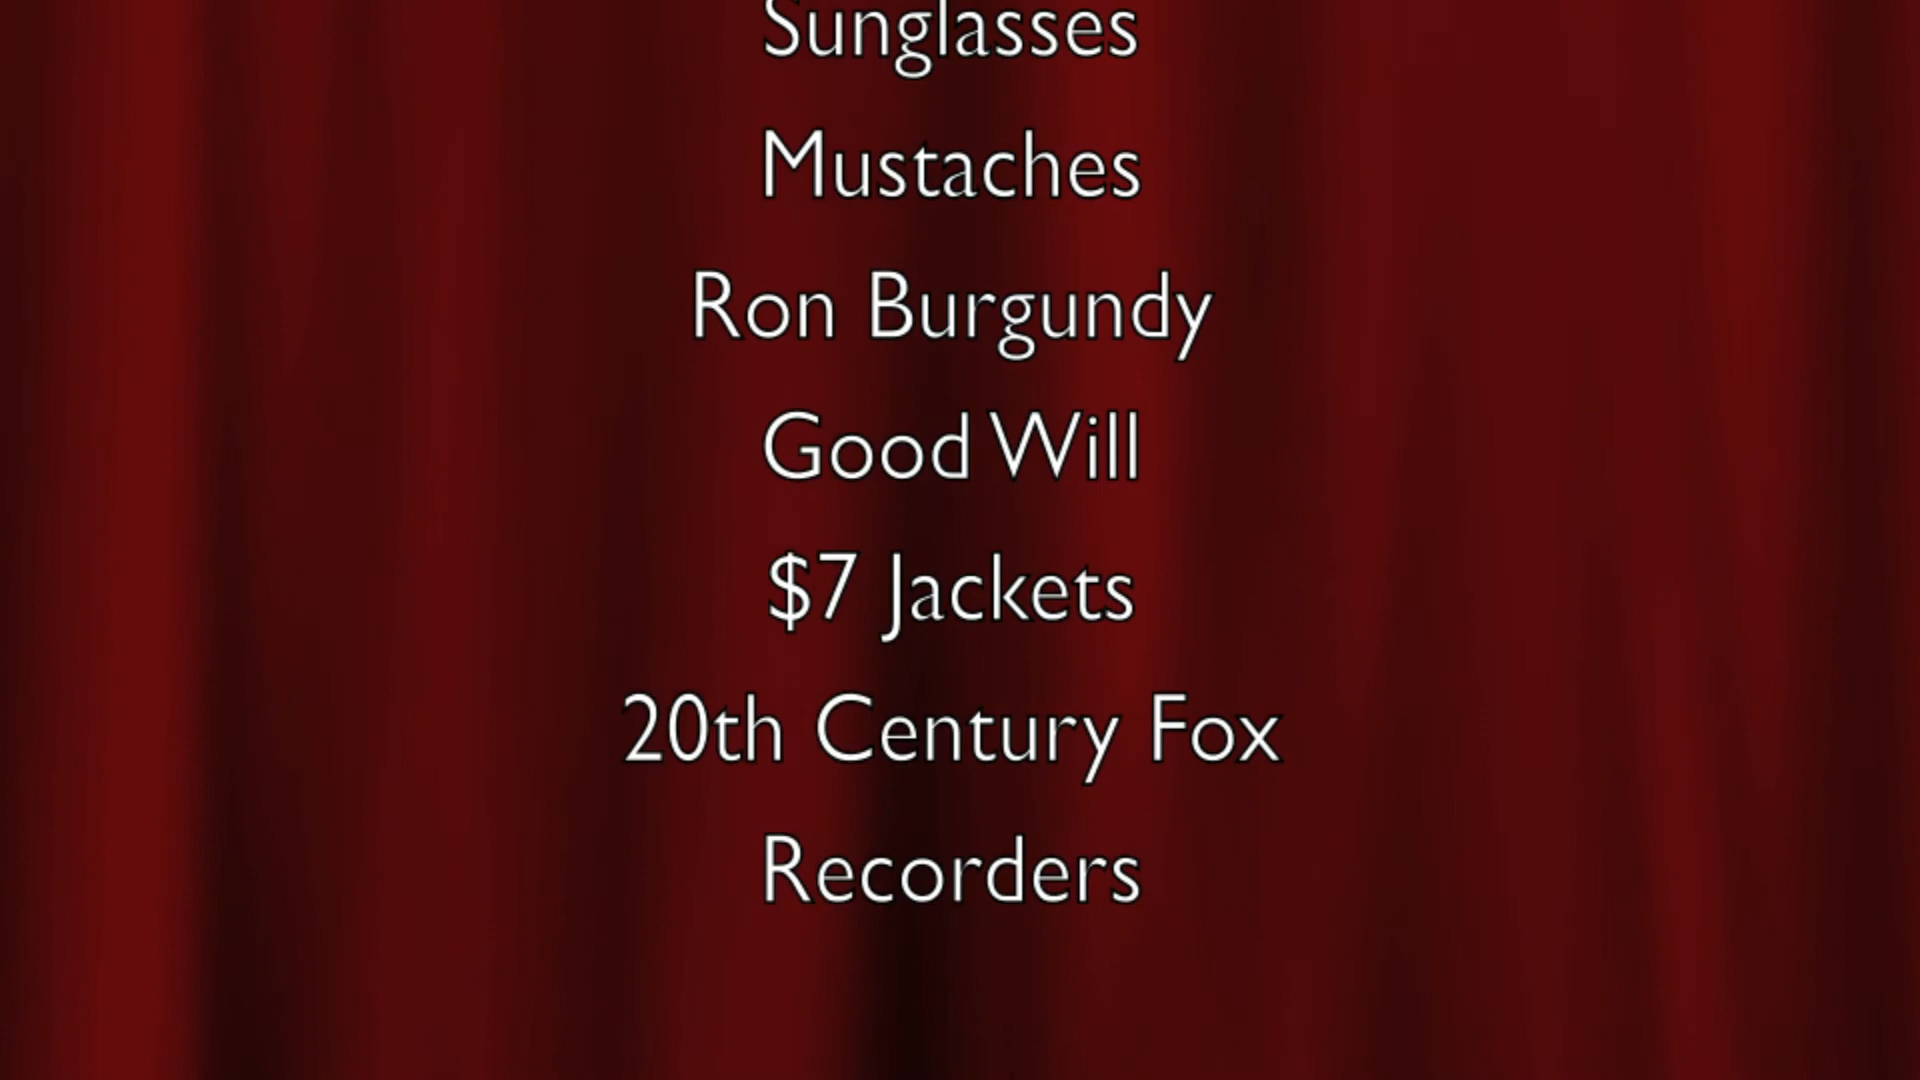 Sunglasses
Mustaches
Ron Burgundy
Good Will
$7 Jackets
20th Century Fox
Recorders